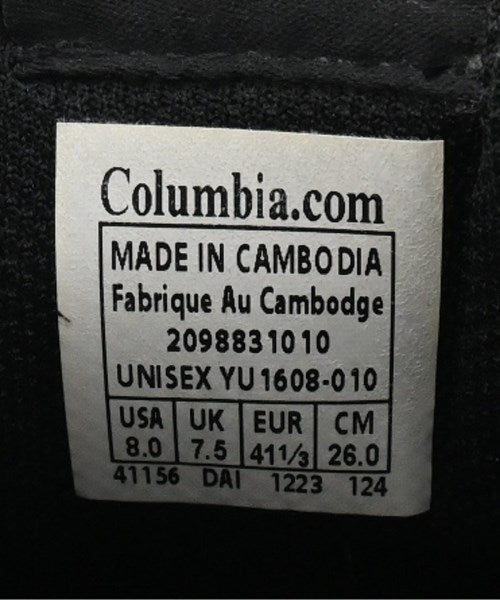 Columbia.com
MADE IN CAMBODIA
Fabrique Au Cambodge
2098831010
UNISEX YU1608-010
USA UK EUR CM
8.0 7.5 41 1/3 26.0
41156 DAI 1223 124